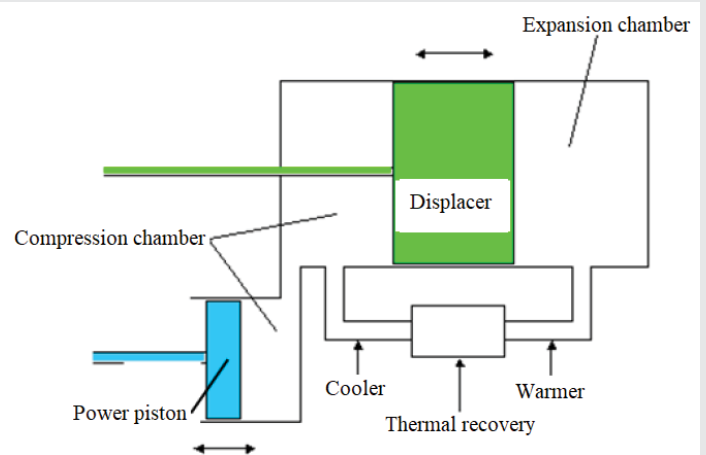 Expansion chamber
Displacer
Compression chamber
Cooler
Warmer
Power piston
Thermal recovery